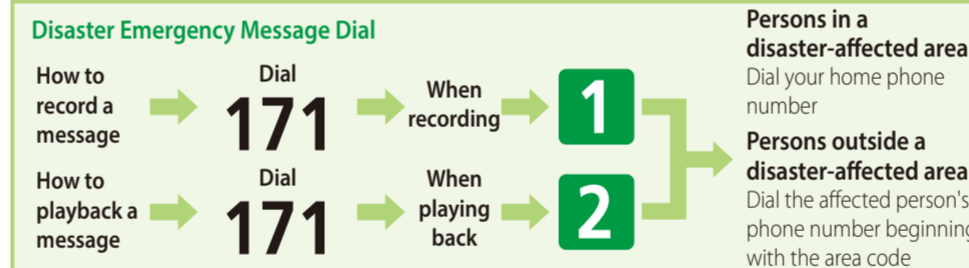 Disaster Emergency Message Dial
How to
record a
message
Dial
171
When
recording
1
How to
playback a
message
Dial
171
When
playing
back
2
Persons in a
disaster-affected area
Dial your home phone
number
Persons outside a
disaster-affected area
Dial the affected person's
phone number beginning
with the area code